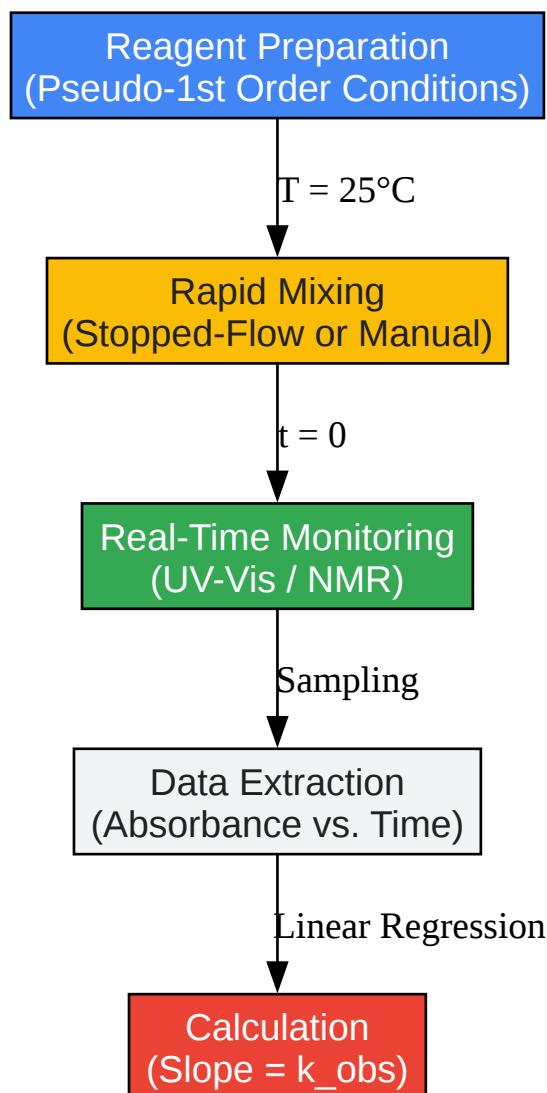 Reagent Preparation
(Pseudo-1st Order Conditions)
T = 25°C
Rapid Mixing
(Stopped-Flow or Manual)
t = 0
Real-Time Monitoring
(UV-Vis / NMR)
Sampling
Data Extraction
(Absorbance vs. Time)
Linear Regression
Calculation
(Slope = k_obs)